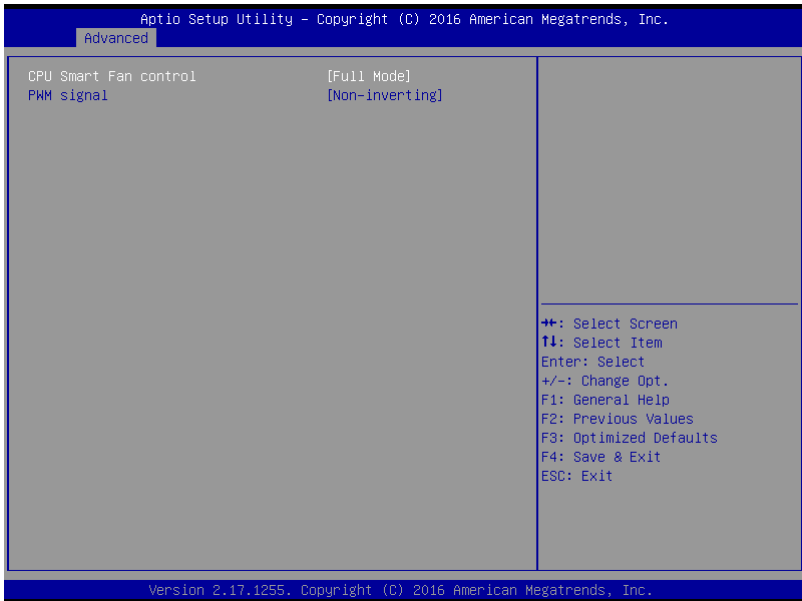 Aptio Setup Utility – Copyright (C) 2016 American Megatrends, Inc.
Advanced
CPU Smart Fan control [Full Mode]
PWM signal [Non-inverting]
→←: Select Screen
↑↓: Select Item
Enter: Select
+/-: Change Opt.
F1: General Help
F2: Previous Values
F3: Optimized Defaults
F4: Save & Exit
ESC: Exit
Version 2.17.1255. Copyright (C) 2016 American Megatrends, Inc.